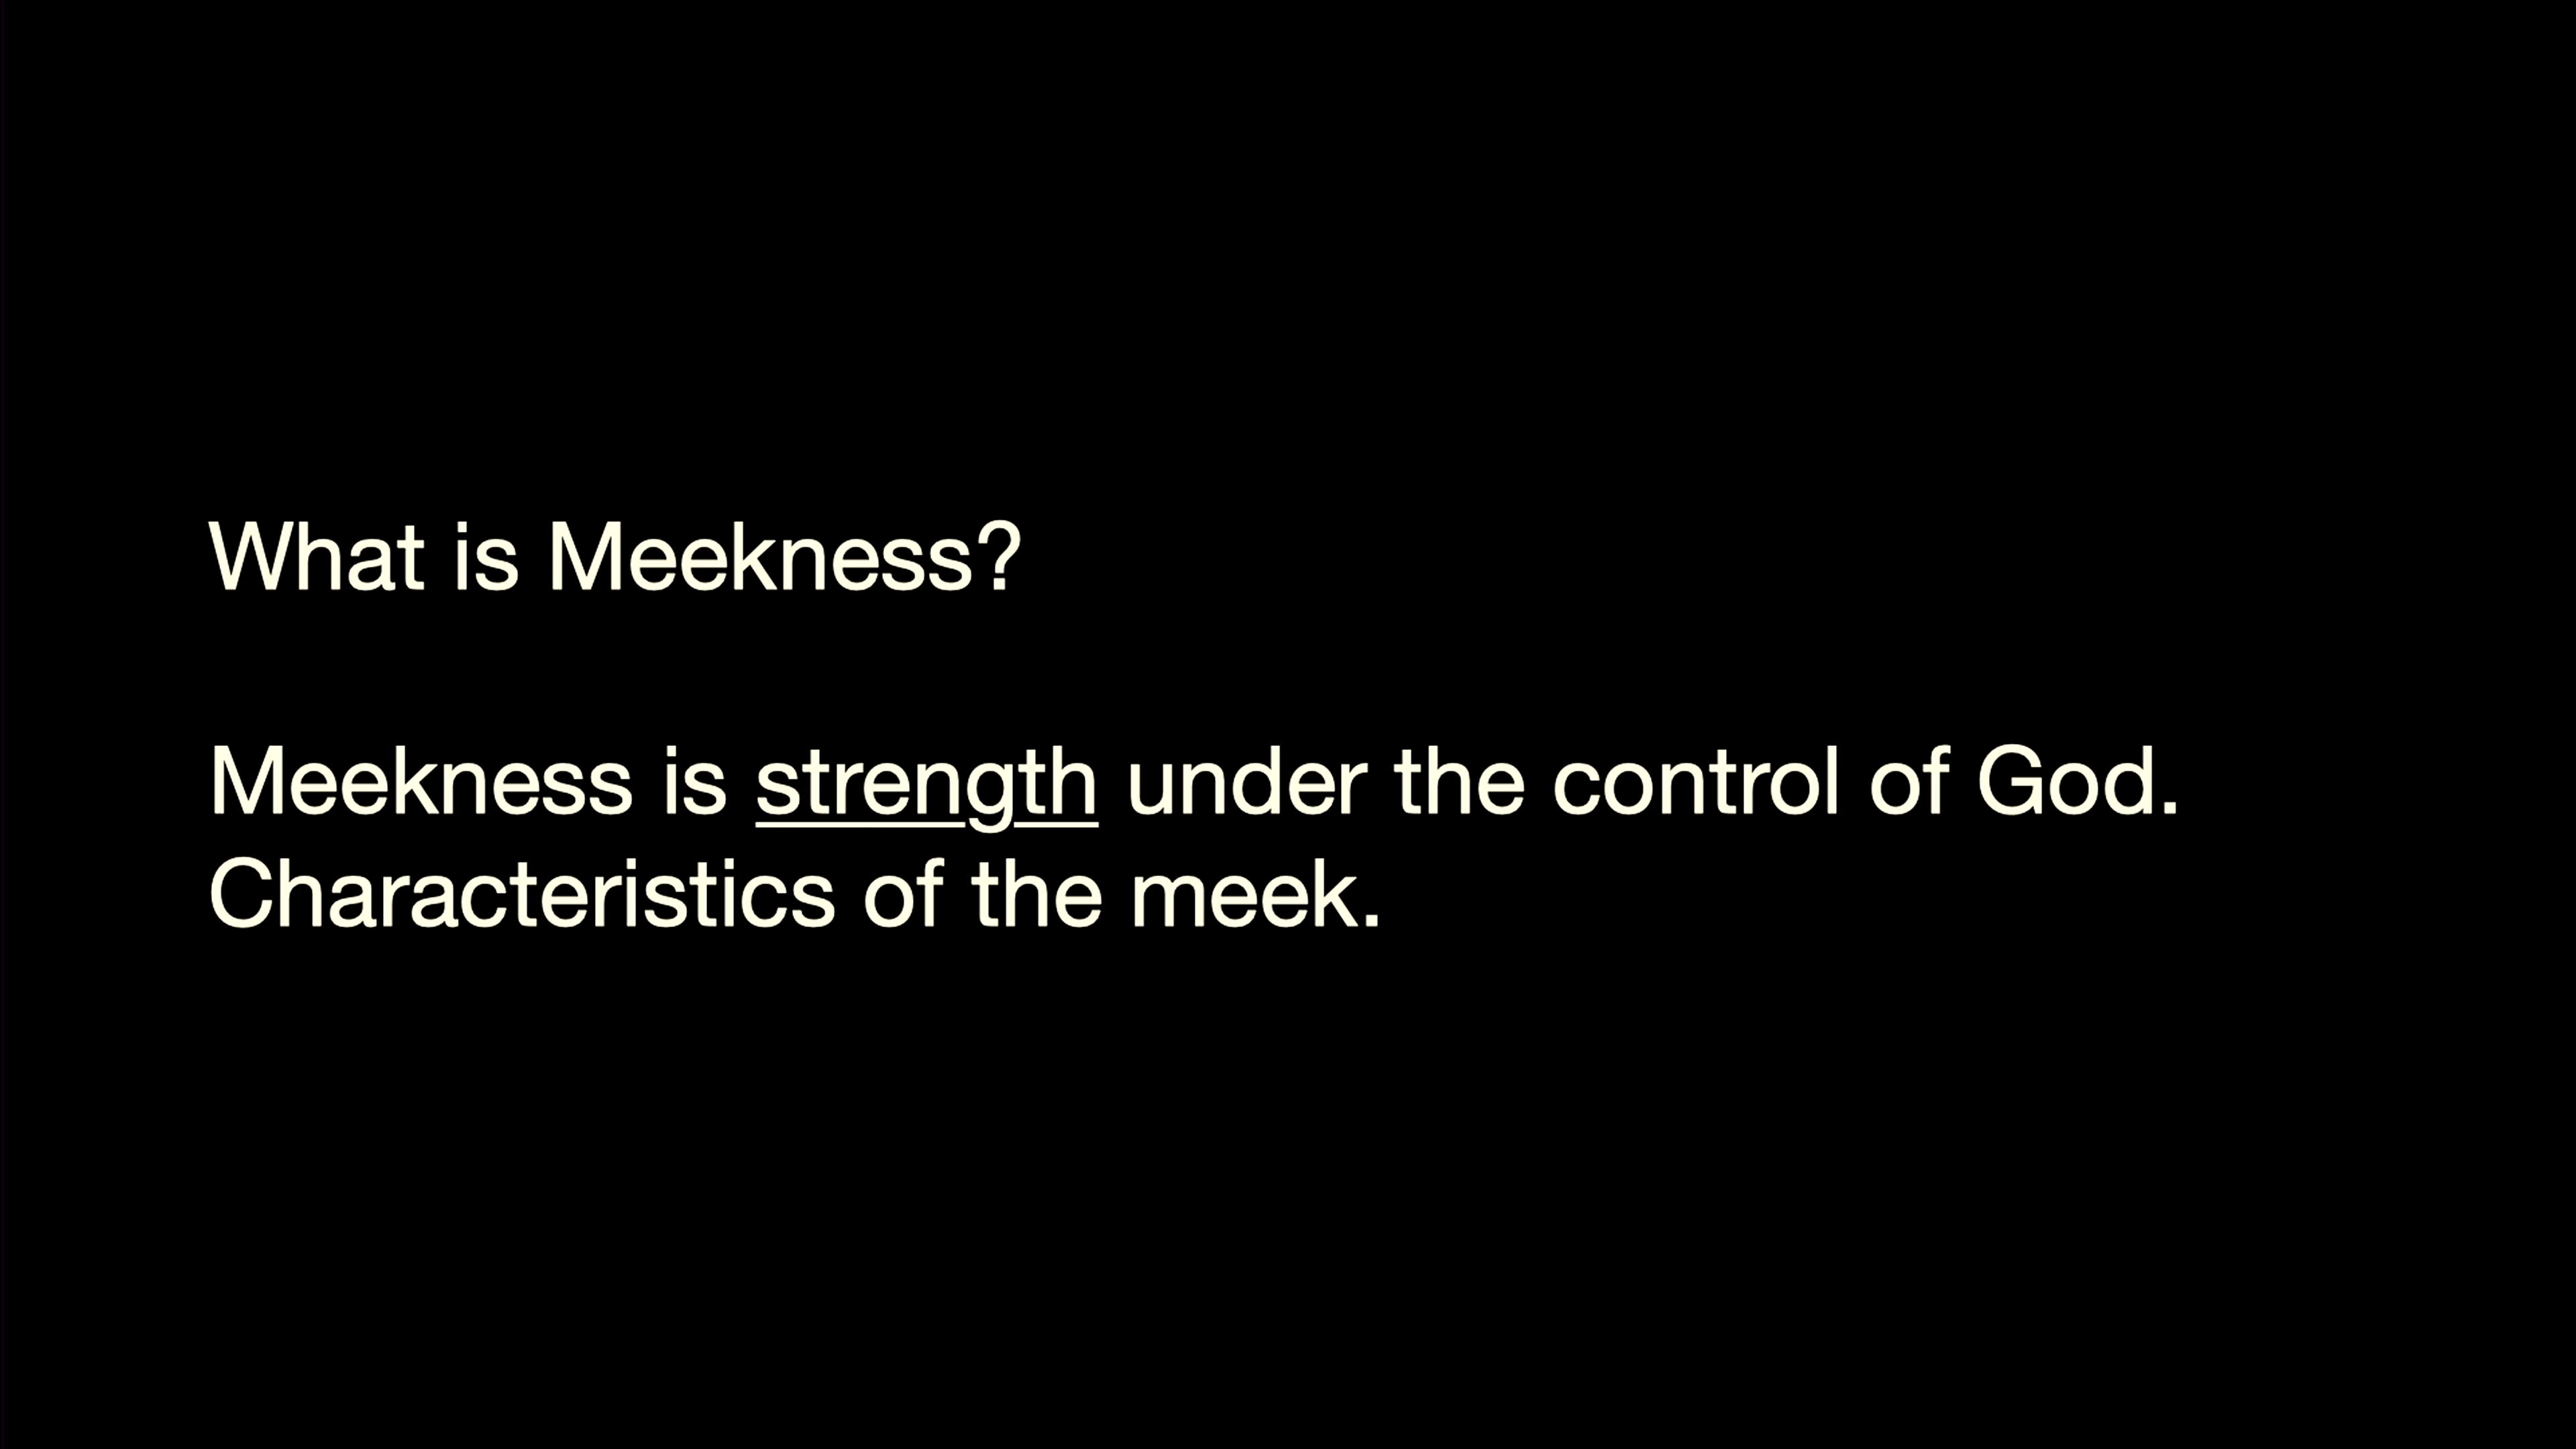 What is Meekness?
Meekness is strength under the control of God.
Characteristics of the meek.